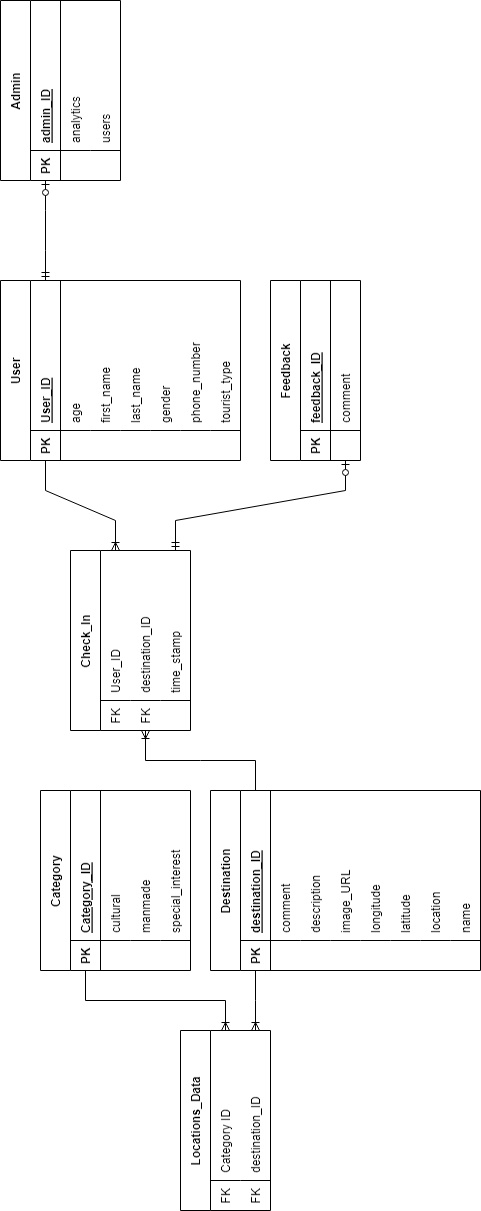 Locations_Data
FK Category ID
FK destination_ID
Category
PK Category_ID
cultural
manmade
special_interest
Destination
PK destination_ID
comment
description
image_URL
longitude
latitude
location
name
Check_In
FK User_ID
FK destination_ID
time_stamp
User
PK User_ID
age
first_name
last_name
gender
phone_number
tourist_type
Feedback
PK feedback_ID
comment
Admin
PK admin_ID
analytics
users